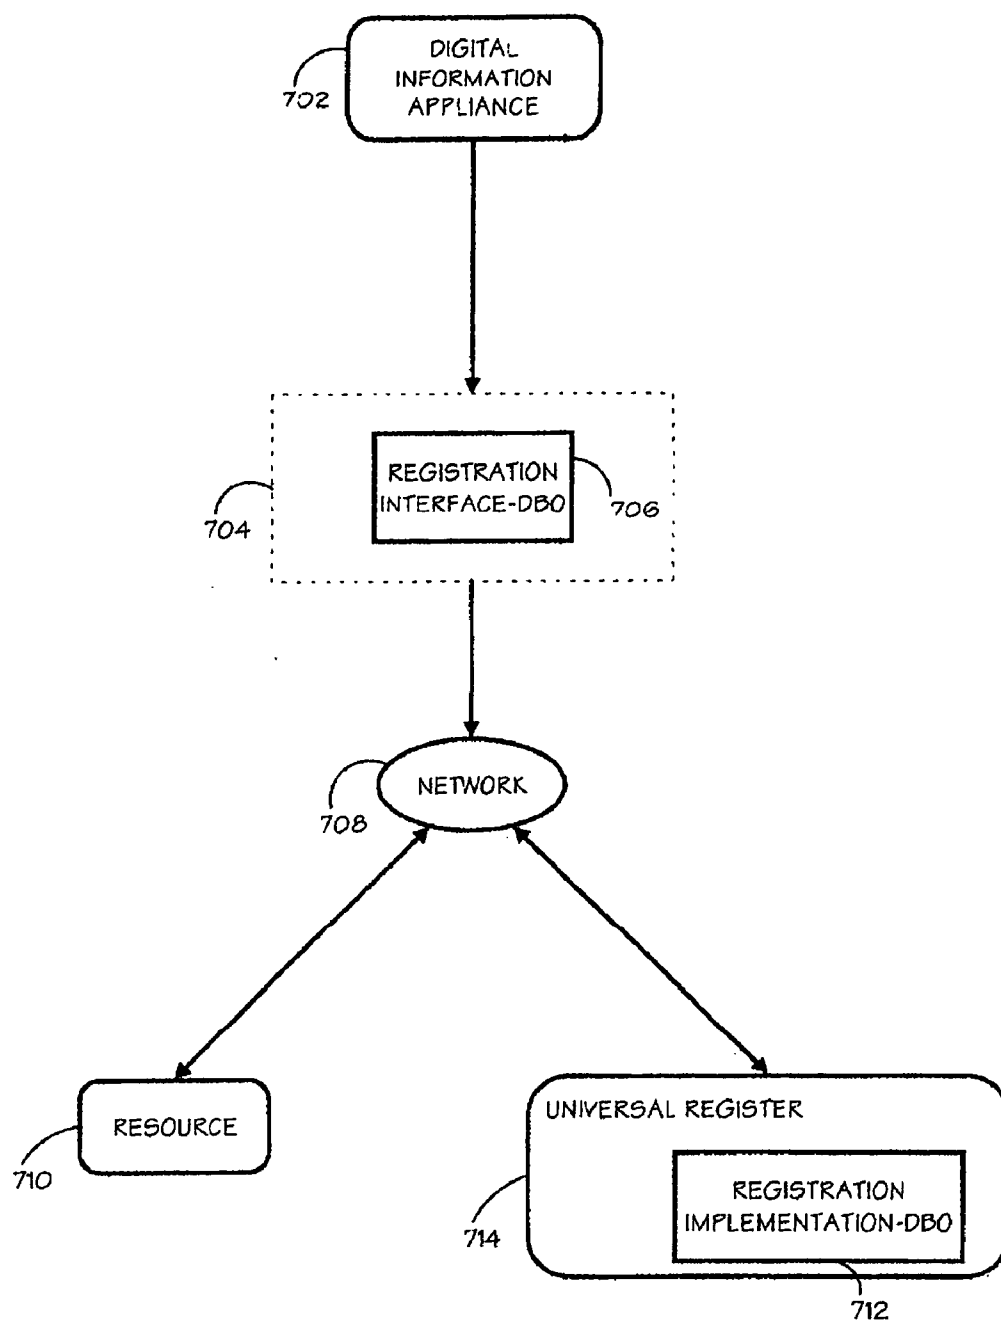 DIGITAL
INFORMATION
APPLIANCE
702
REGISTRATION
INTERFACE-DBO
704
706
NETWORK
708
RESOURCE
710
UNIVERSAL REGISTER
REGISTRATION
IMPLEMENTATION-DBO
714
712